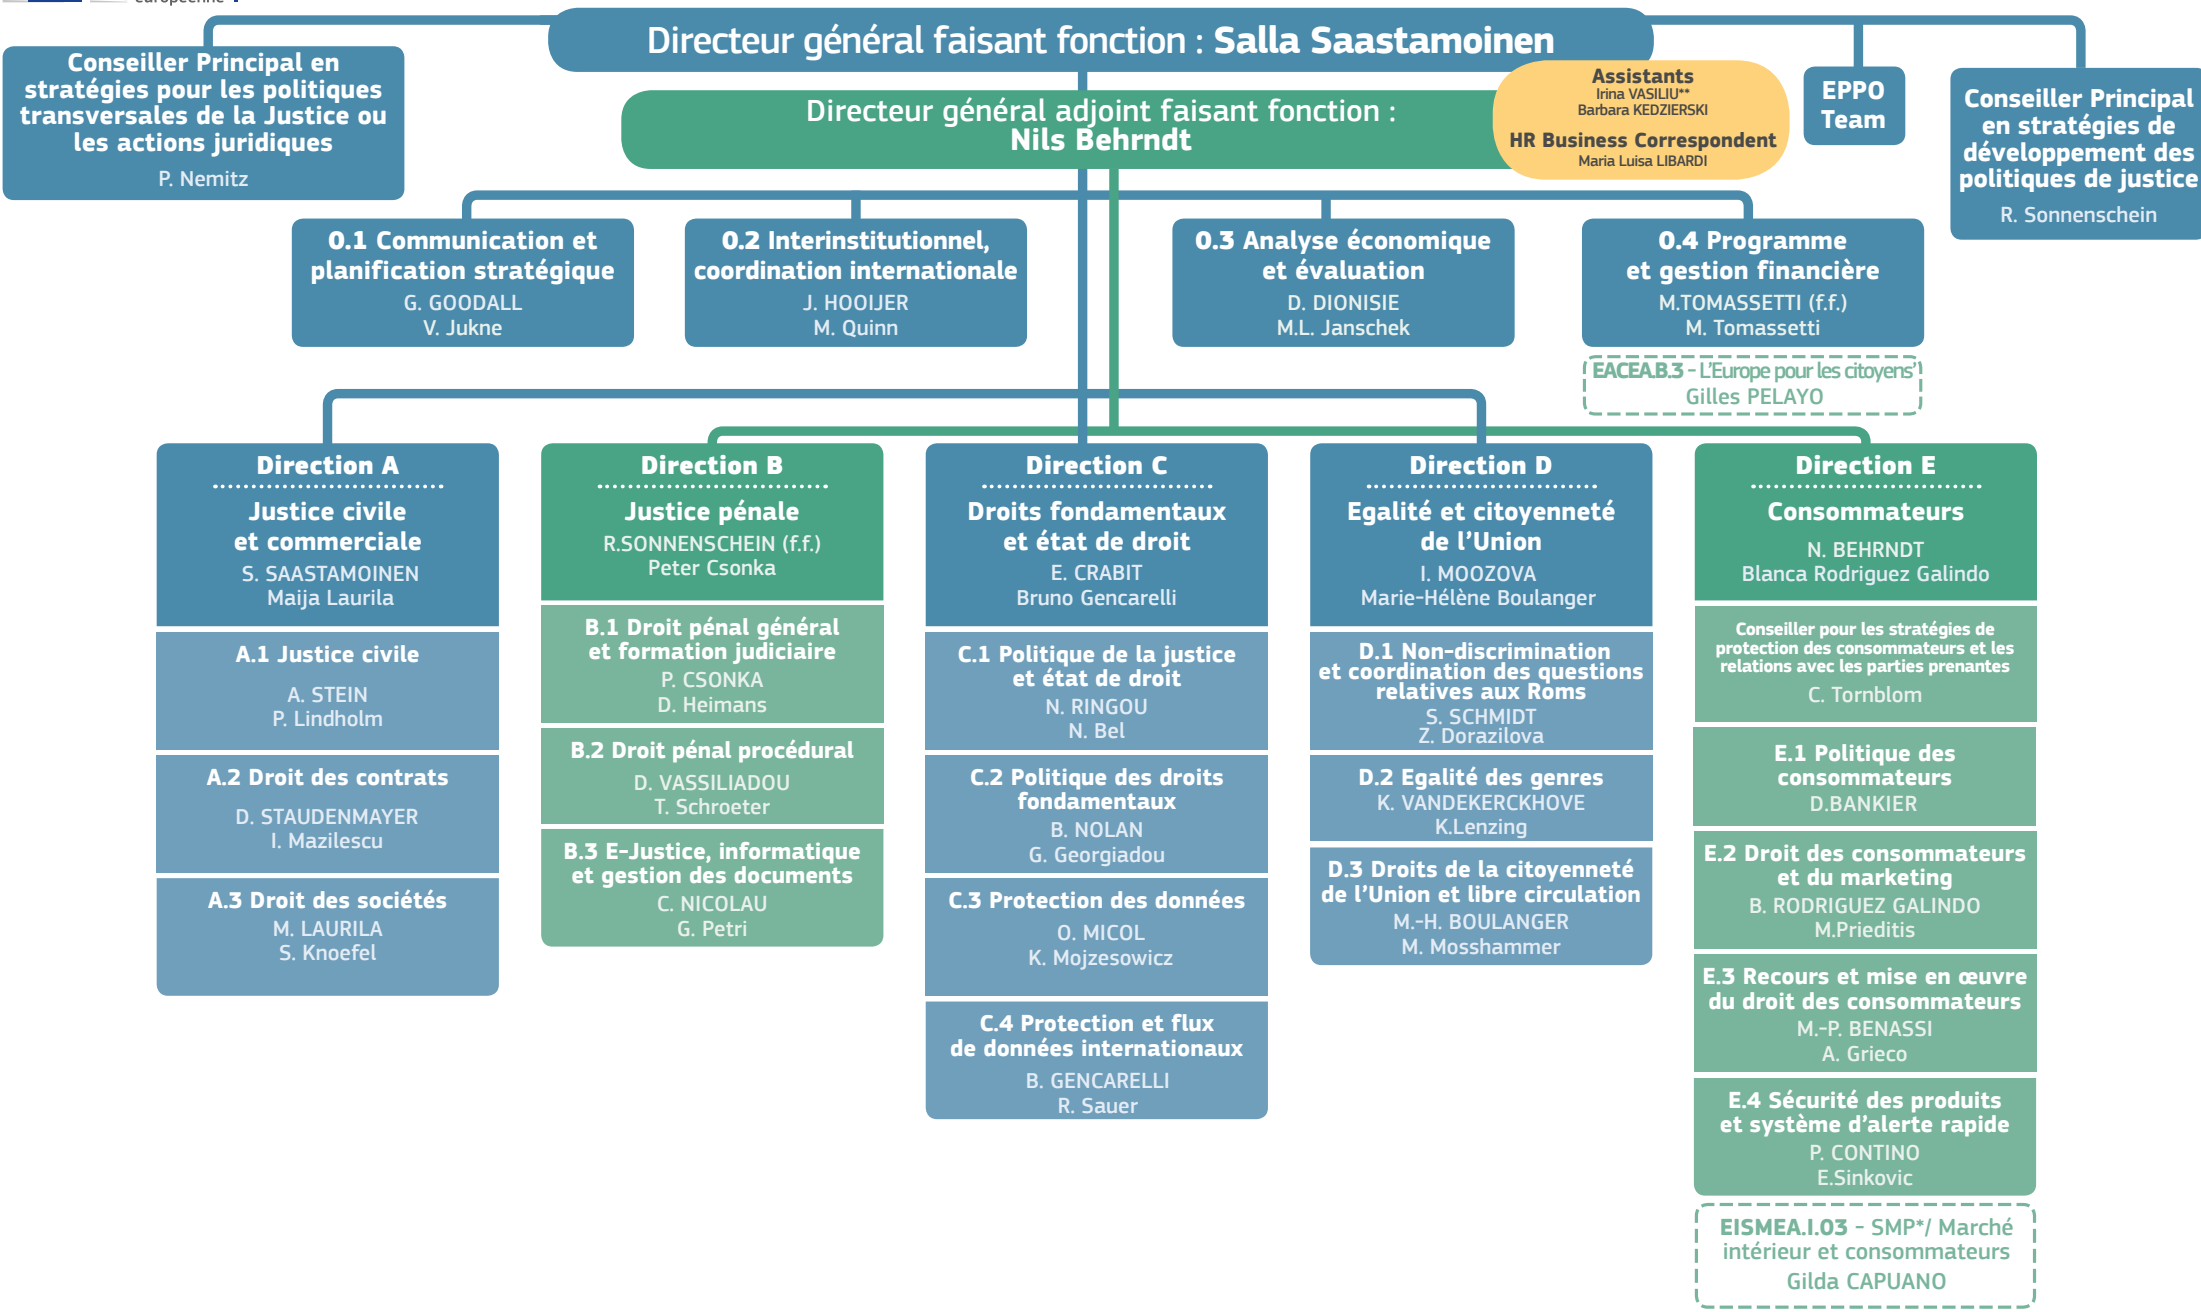 européenne
Directeur général faisant fonction : Salla Saastamoinen
Conseiller Principal en
stratégies pour les politiques
transversales de la Justice ou
les actions juridiques
P. Nemitz
Directeur général adjoint faisant fonction :
Nils Behrndt
Assistants
Irina VASILIU**
Barbara KEDZIERSKI
HR Business Correspondent
Maria Luisa LIBARDI
EPPO
Team
Conseiller Principal
en stratégies de
développement des
politiques de justice
R. Sonnenschein
0.1 Communication et
planification stratégique
G. GOODALL
V. Jukne
0.2 Interinstitutionnel,
coordination internationale
J. HOOIJER
M. Quinn
0.3 Analyse économique
et évaluation
D. DIONISIE
M.L. Janschek
0.4 Programme
et gestion financière
M.TOMASSETTI (f.f.)
M. Tomassetti
EACEA.B.3 - L'Europe pour les citoyens'
Gilles PELAYO
Direction A
Justice civile
et commerciale
S. SAASTAMOINEN
Maija Laurila
A.1 Justice civile
A. STEIN
P. Lindholm
A.2 Droit des contrats
D. STAUDENMAYER
I. Mazilescu
A.3 Droit des sociétés
M. LAURILA
S. Knoefel
Direction B
Justice pénale
R.SONNENSCHEIN (f.f.)
Peter Csonka
B.1 Droit pénal général
et formation judiciaire
P. CSONKA
D. Heimans
B.2 Droit pénal procédural
D. VASSILIADOU
T. Schroeter
B.3 E-Justice, informatique
et gestion des documents
C. NICOLAU
G. Petri
Direction C
Droits fondamentaux
et état de droit
E. CRABIT
Bruno Gencarelli
C.1 Politique de la justice
et état de droit
N. RINGOU
N. Bel
C.2 Politique des droits
fondamentaux
B. NOLAN
G. Georgiadou
C.3 Protection des données
O. MICOL
K. Mojzesowicz
C.4 Protection et flux
de données internationaux
B. GENCARELLI
R. Sauer
Direction D
Egalité et citoyenneté
de l'Union
I. MOOZOVA
Marie-Hélène Boulanger
D.1 Non-discrimination
et coordination des questions
relatives aux Roms
S. SCHMIDT
Z. Dorazilova
D.2 Egalité des genres
K. VANDEKERCKHOVE
K.Lenzing
D.3 Droits de la citoyenneté
de l'Union et libre circulation
M.-H. BOULANGER
M. Mosshammer
Direction E
Consommateurs
N. BEHRNDT
Blanca Rodriguez Galindo
Conseiller pour les stratégies de
protection des consommateurs et les
relations avec les parties prenantes
C. Tornblom
E.1 Politique des
consommateurs
D.BANKIER
E.2 Droit des consommateurs
et du marketing
B. RODRIGUEZ GALINDO
M.Prieditis
E.3 Recours et mise en œuvre
du droit des consommateurs
M.-P. BENASSI
A. Grieco
E.4 Sécurité des produits
et système d'alerte rapide
P. CONTINO
E.Sinkovic
EISMEA.I.03 - SMP*/ Marché
intérieur et consommateurs
Gilda CAPUANO